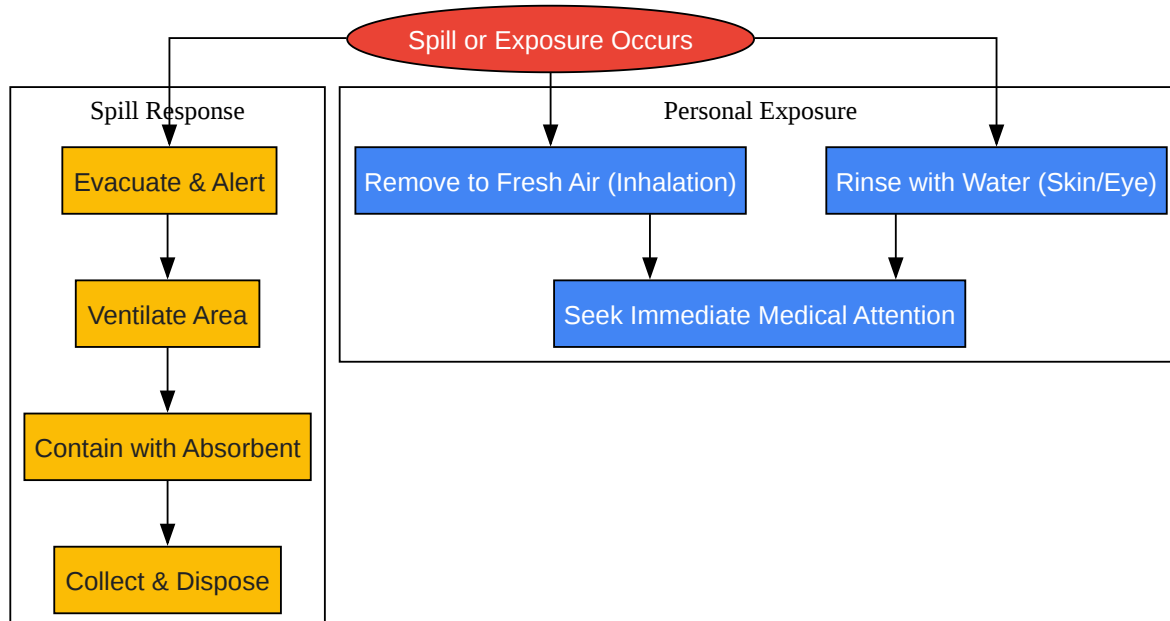 Spill or Exposure Occurs
Spill Response
Evacuate & Alert
Ventilate Area
Contain with Absorbent
Collect & Dispose
Personal Exposure
Remove to Fresh Air (Inhalation)
Rinse with Water (Skin/Eye)
Seek Immediate Medical Attention